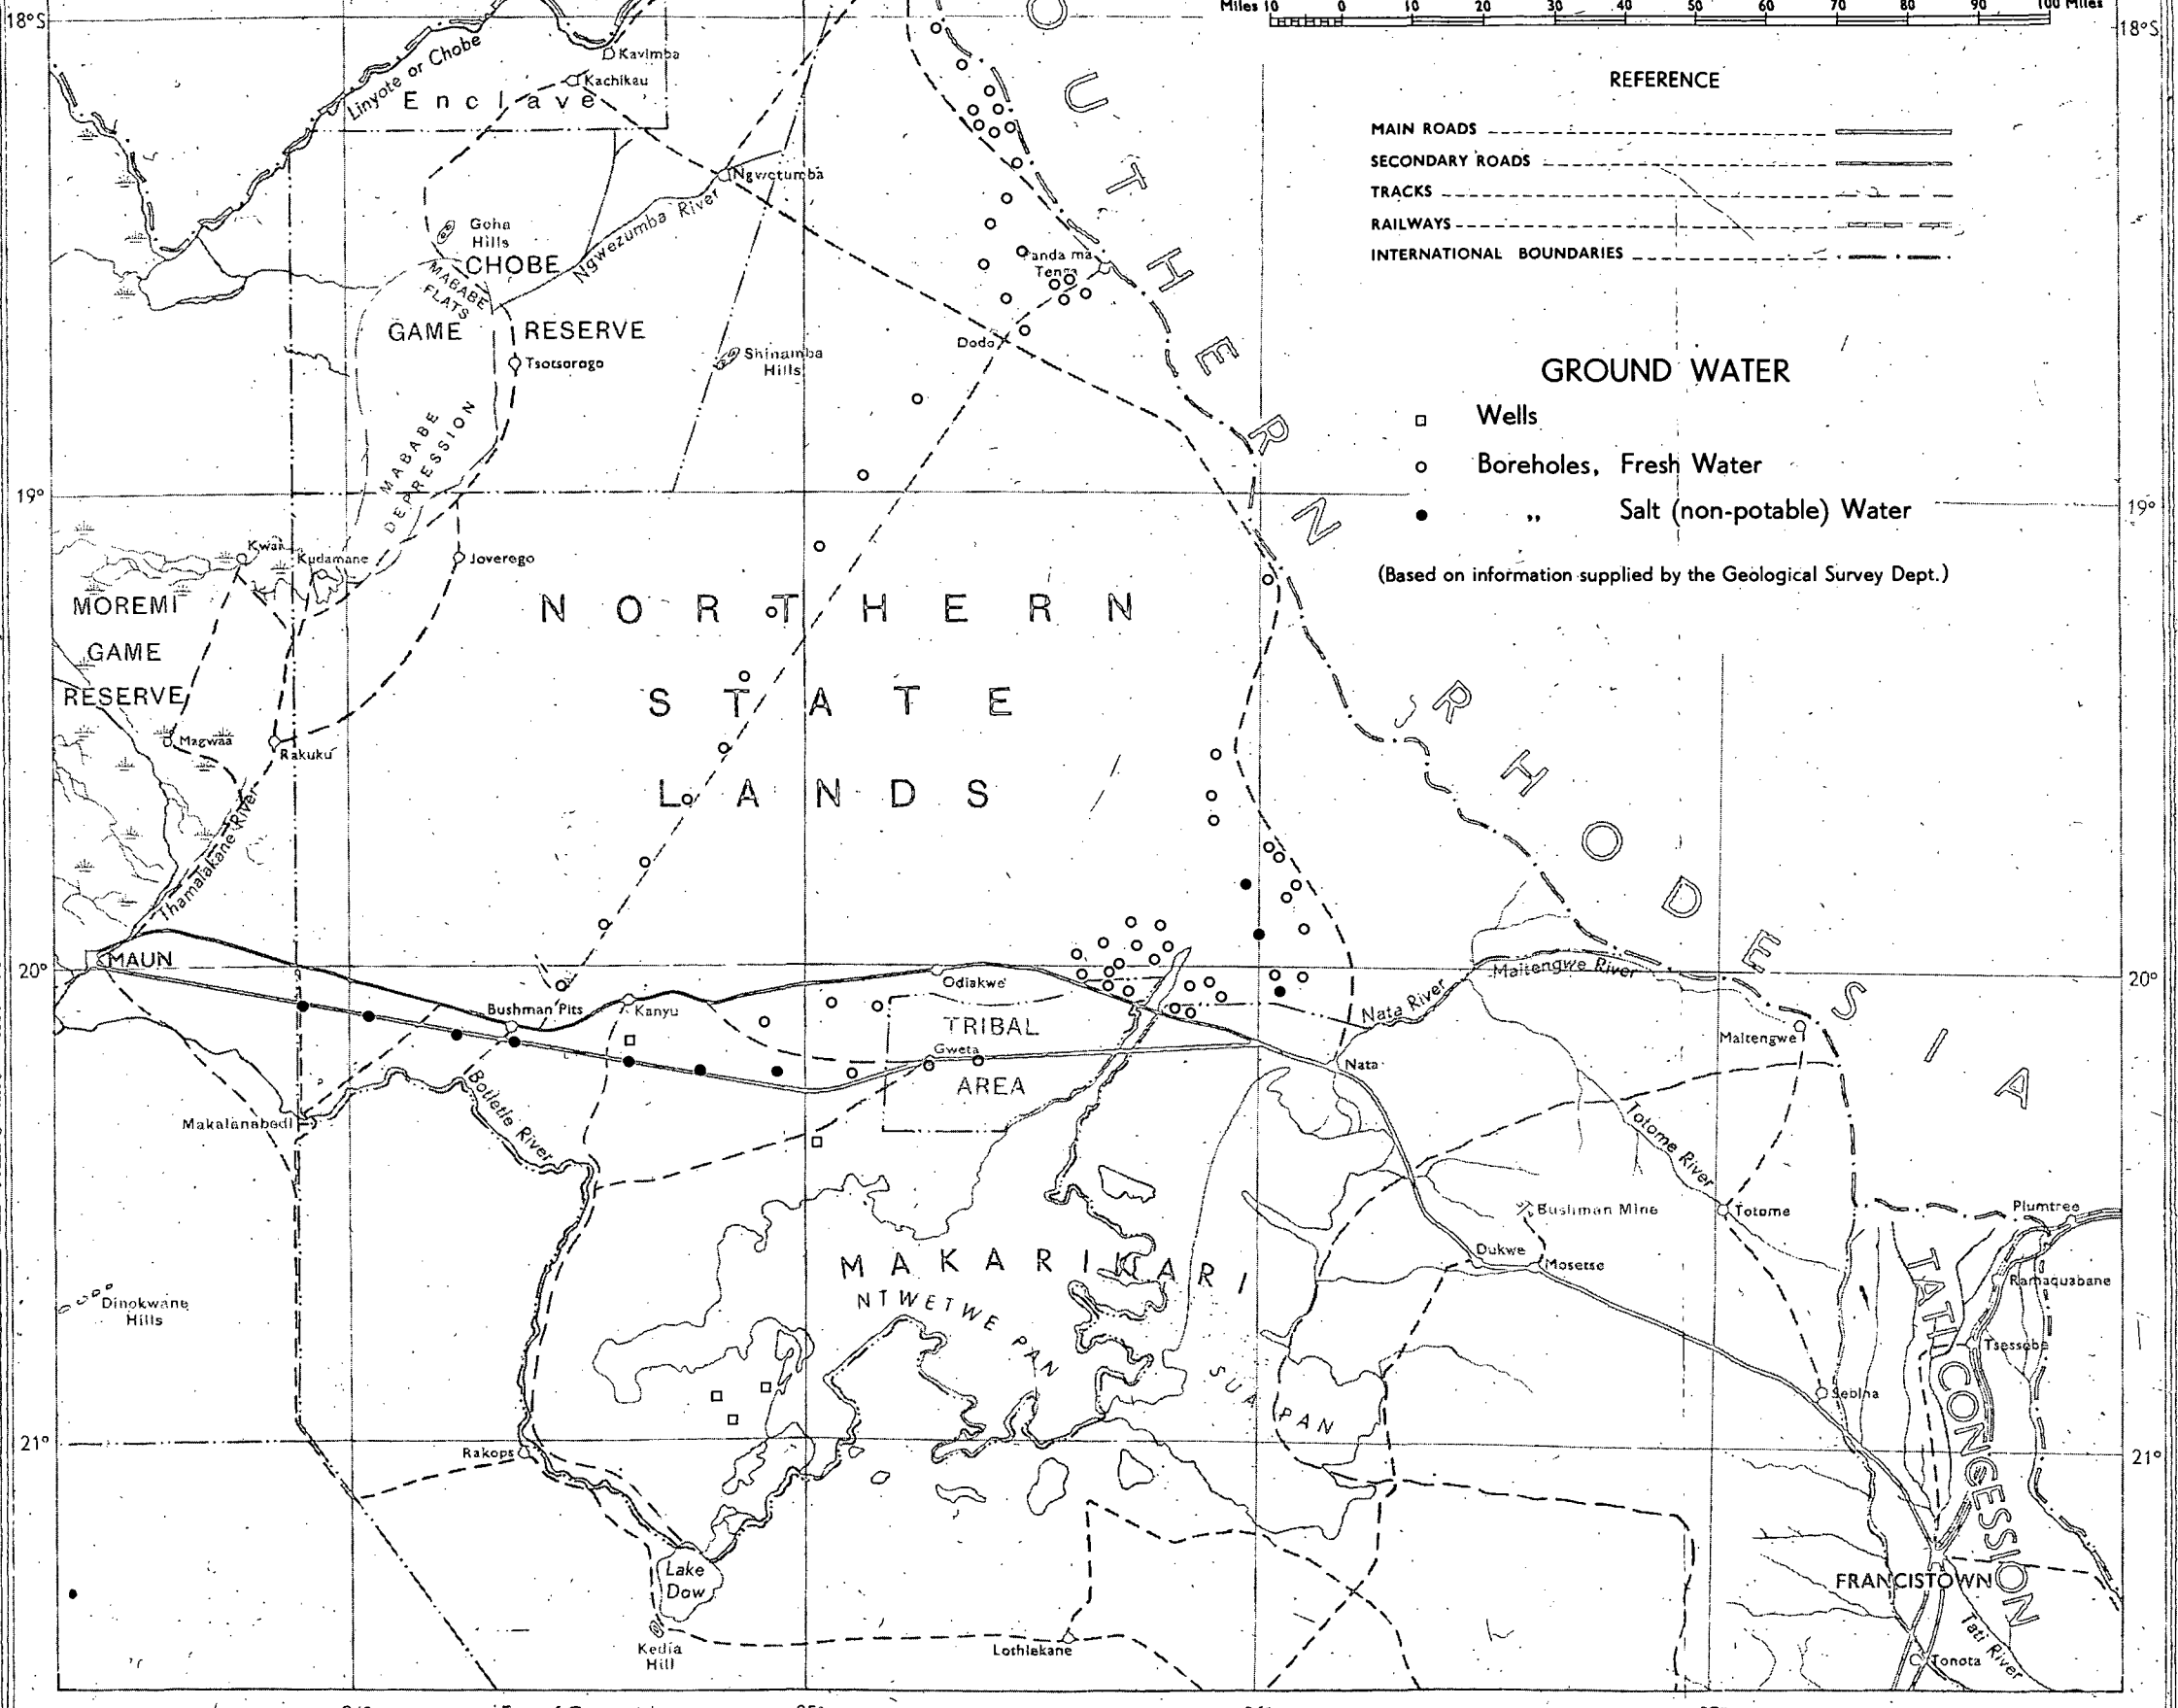 18°S
Miles 10 0 10 20 30 40 50 60 70 80 90 100 Miles
18°S
Kavimba
Kachikau
Linyote or Chobe
Enclave
REFERENCE
MAIN ROADS
SECONDARY ROADS
TRACKS
RAILWAYS
INTERNATIONAL BOUNDARIES
Ngwezumba River
Goha
Hills
CHOBE
MABABE
FLATS
GAME RESERVE
Tsotsoroga
Shinamba
Hills
Panda ma
Tenga
Dodo
SOUTHERN RHODESIA
GROUND WATER
Wells
Boreholes, Fresh Water
,, Salt (non-potable) Water
(Based on information supplied by the Geological Survey Dept.)
MABABE
DEPRESSION
19°
19°
Kwai
Kudamane
Joverego
MOREMI
GAME
RESERVE
NORTHERN
STATE
LANDS
Magwaa
Rakuku
Thamalakane River
20°
MAUN
20°
Odiakwe
Bushman Pits
Kanyu
TRIBAL
Gweta
AREA
Nata River
Maitengwe River
Maitengwe
Nata
Makalanabedi
Botletle River
Totome River
Bushman Mine
Totome
Plumtree
Dukwe
Mosetse
MAKARIKARI
NTWETWE PAN
SUA PAN
Dinokwane
Hills
Ramaquabane
TATI CONCESSION
Tsessebe
Sebina
21°
Rakops
21°
Lake
Dow
FRANCISTOWN
Kedia
Hill
Lothlekane
Tati River
Tonota